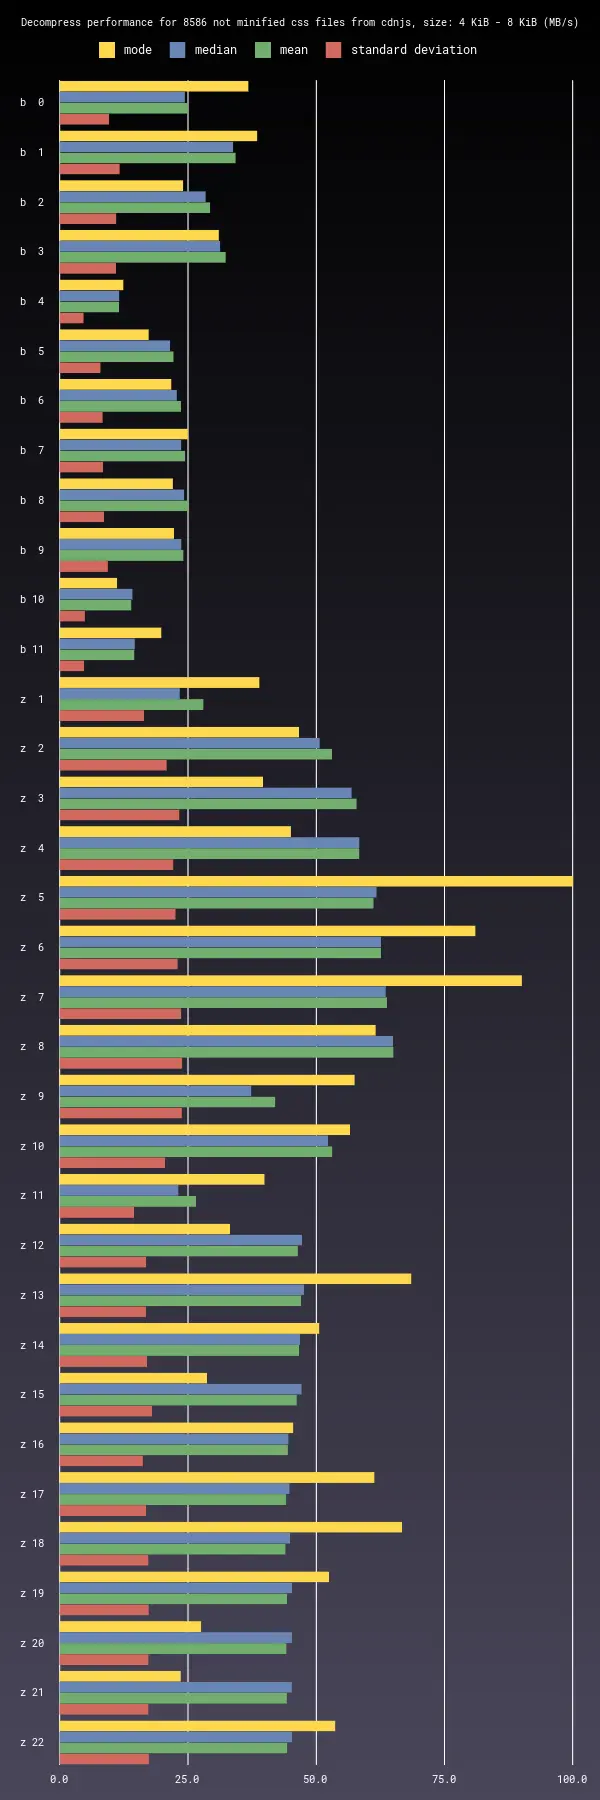 Decompress performance for 8586 not minified css files from cdnjs, size: 4 KiB - 8 KiB (MB/s)
mode median mean standard deviation
b 0
b 1
b 2
b 3
b 4
b 5
b 6
b 7
b 8
b 9
b 10
b 11
z 1
z 2
z 3
z 4
z 5
z 6
z 7
z 8
z 9
z 10
z 11
z 12
z 13
z 14
z 15
z 16
z 17
z 18
z 19
z 20
z 21
z 22
0.0 25.0 50.0 75.0 100.0